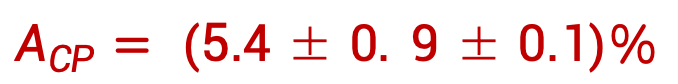 A_CP = (5.4 ± 0. 9 ± 0.1)%